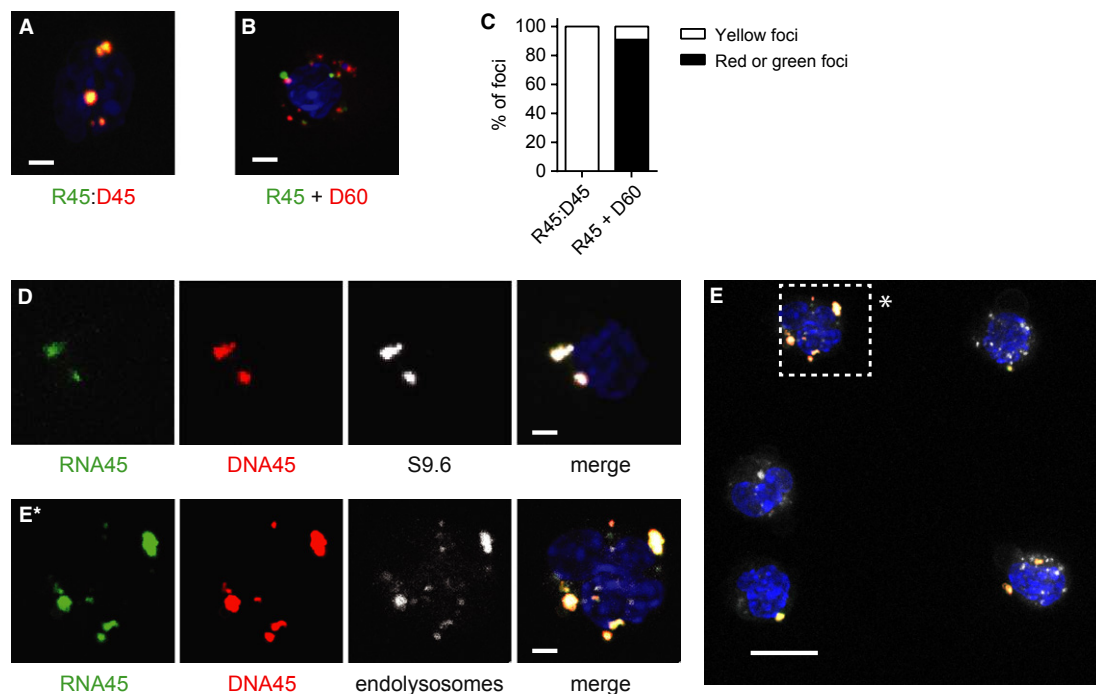 A
B
C
100
80
60
40
20
0
% of foci
R45:D45
R45 + D60
Yellow foci
Red or green foci
R45:D45
R45 + D60
D
RNA45
DNA45
S9.6
merge
E
*
E*
RNA45
DNA45
endolysosomes
merge